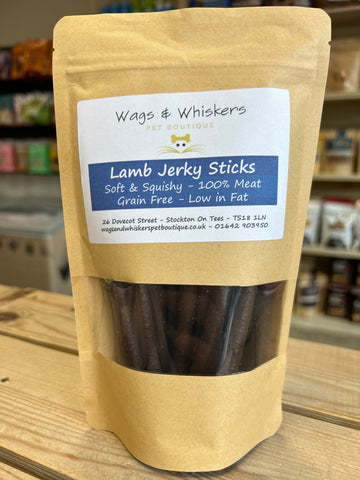 Wags & Whiskers
PET BOUTIQUE
Lamb Jerky Sticks
Soft & Squishy - 100% Meat
Grain Free - Low in Fat
26 Dovecot Street - Stockton On Tees - TS18 1LN
wagsandwhiskerspetboutique.co.uk - 01642 903950